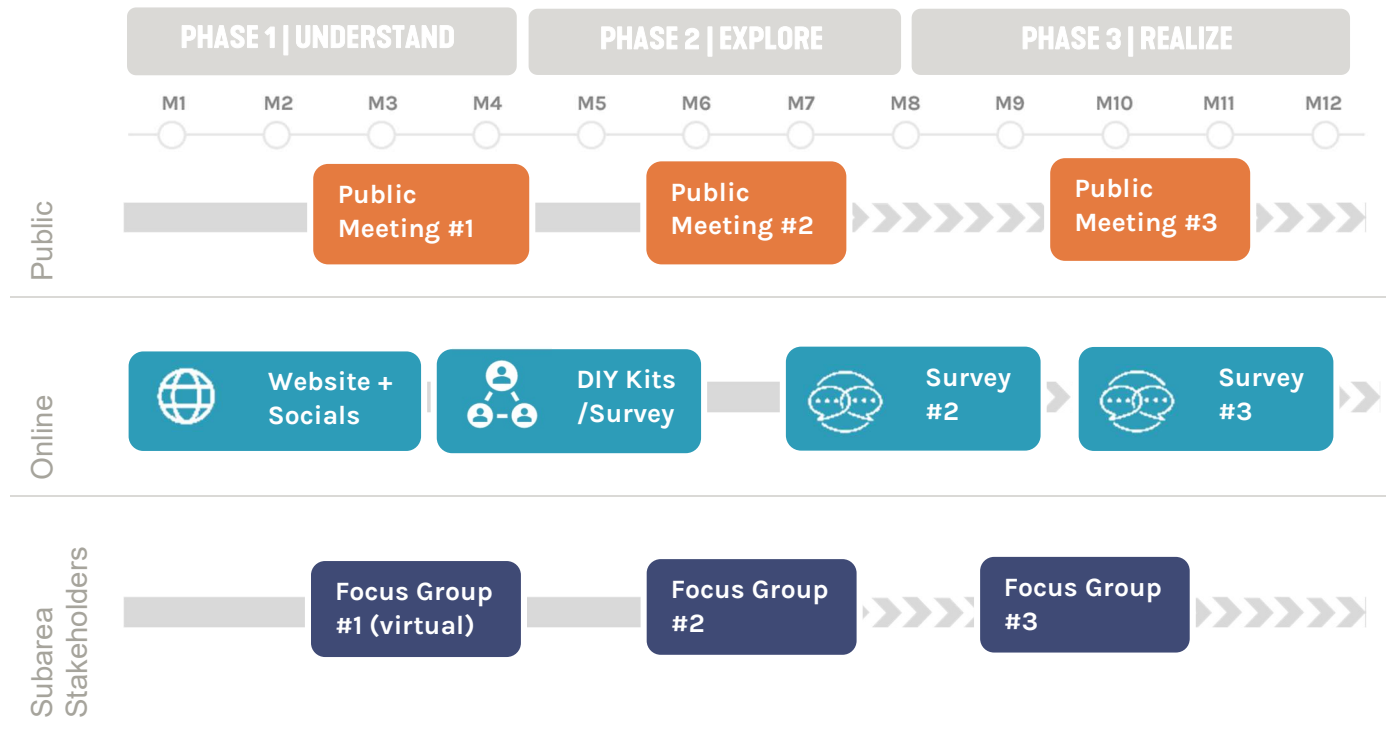 PHASE 1 | UNDERSTAND
PHASE 2 | EXPLORE
PHASE 3 | REALIZE
M1
M2
M3
M4
M5
M6
M7
M8
M9
M10
M11
M12
Public
Public
Meeting #1
Public
Meeting #2
Public
Meeting #3
Online
Website +
Socials
DIY Kits
/Survey
Survey
#2
Survey
#3
Subarea
Stakeholders
Focus Group
#1 (virtual)
Focus Group
#2
Focus Group
#3